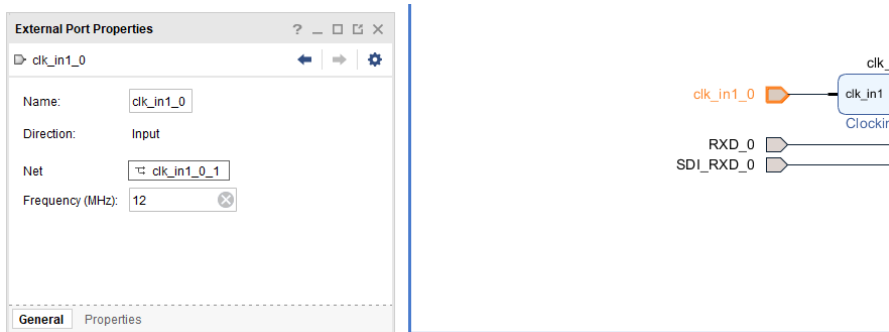 External Port Properties
clk_in1_0
Name: clk_in1_0
Direction: Input
Net clk_in1_0_1
Frequency (MHz): 12
General Properties
clk_
clk_in1_0 clk_in1
Clockin
RXD_0
SDI_RXD_0